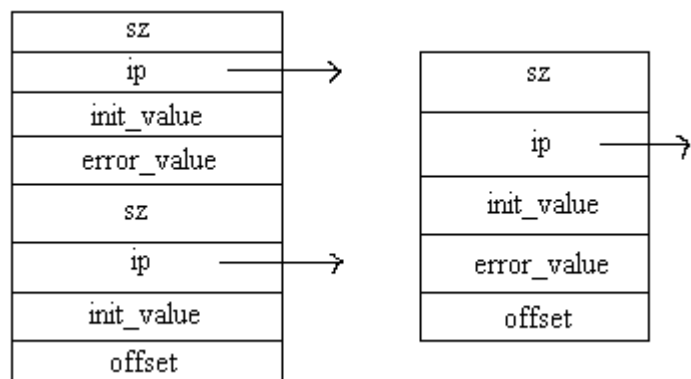 sz
ip
init_value
error_value
sz
ip
init_value
offset
sz
ip
init_value
error_value
offset